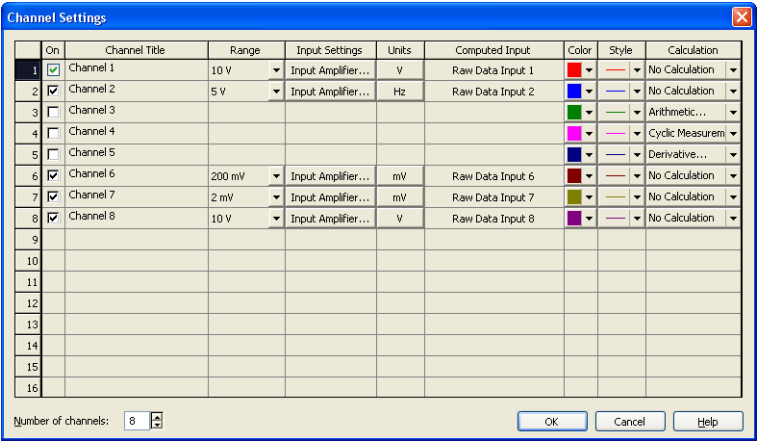 Channel Settings
On Channel Title Range Input Settings Units Computed Input Color Style Calculation
1 Channel 1 10 V Input Amplifier... V Raw Data Input 1 No Calculation
2 Channel 2 5 V Input Amplifier... Hz Raw Data Input 2 No Calculation
3 Channel 3 Arithmetic...
4 Channel 4 Cyclic Measurem
5 Channel 5 Derivative...
6 Channel 6 200 mV Input Amplifier... mV Raw Data Input 6 No Calculation
7 Channel 7 2 mV Input Amplifier... mV Raw Data Input 7 No Calculation
8 Channel 8 10 V Input Amplifier... V Raw Data Input 8 No Calculation
9
10
11
12
13
14
15
16
Number of channels: 8 OK Cancel Help